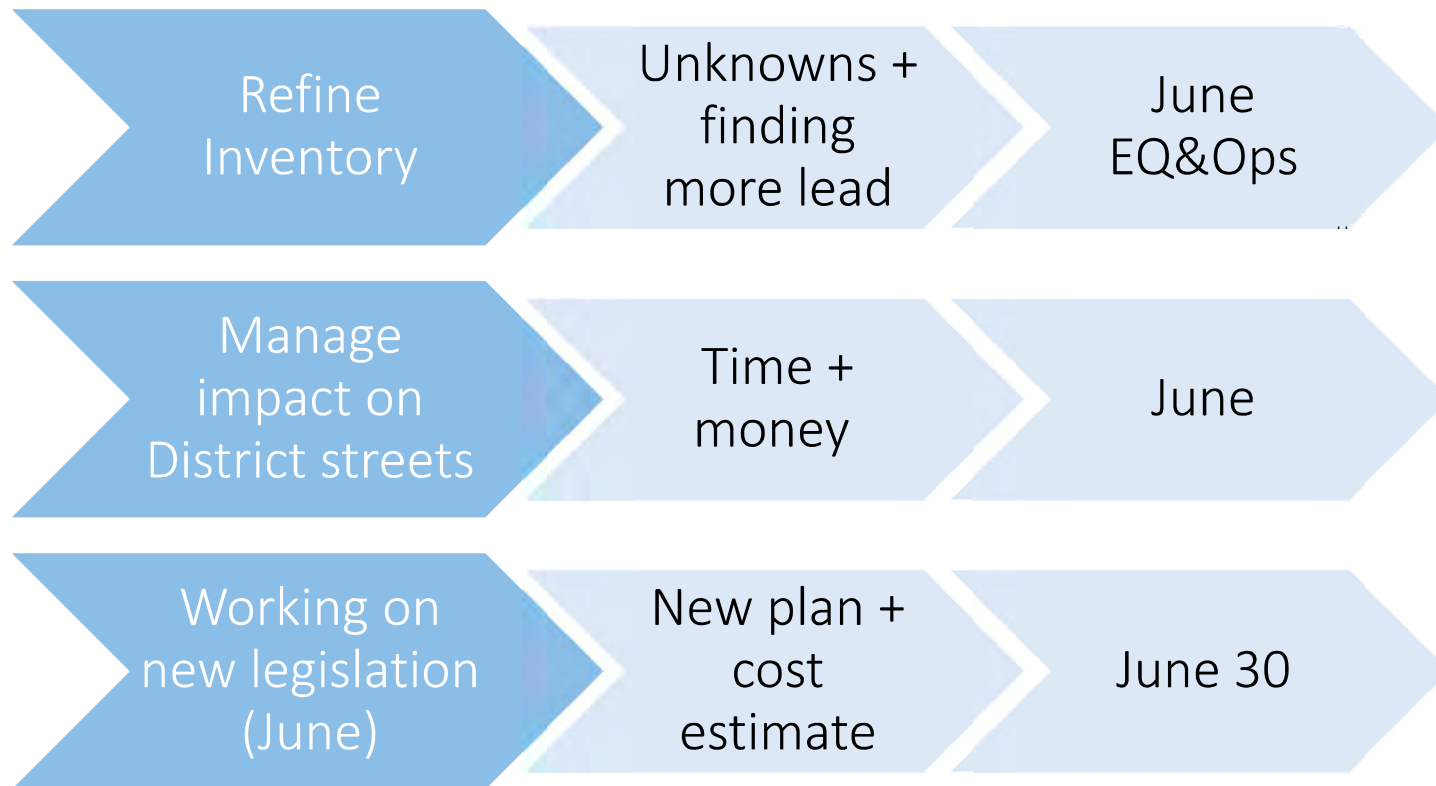 Refine
Inventory
Unknowns +
finding
more lead
June
EQ&Ops
Manage
impact on
District streets
Time +
money
June
Working on
new legislation
(June)
New plan +
cost
estimate
June 30